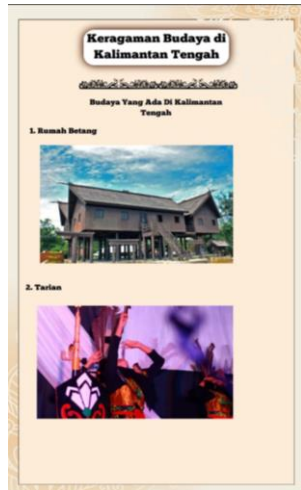 Keragaman Budaya di
Kalimantan Tengah
Budaya Yang Ada Di Kalimantan
Tengah
1. Rumah Betang
2. Tarian